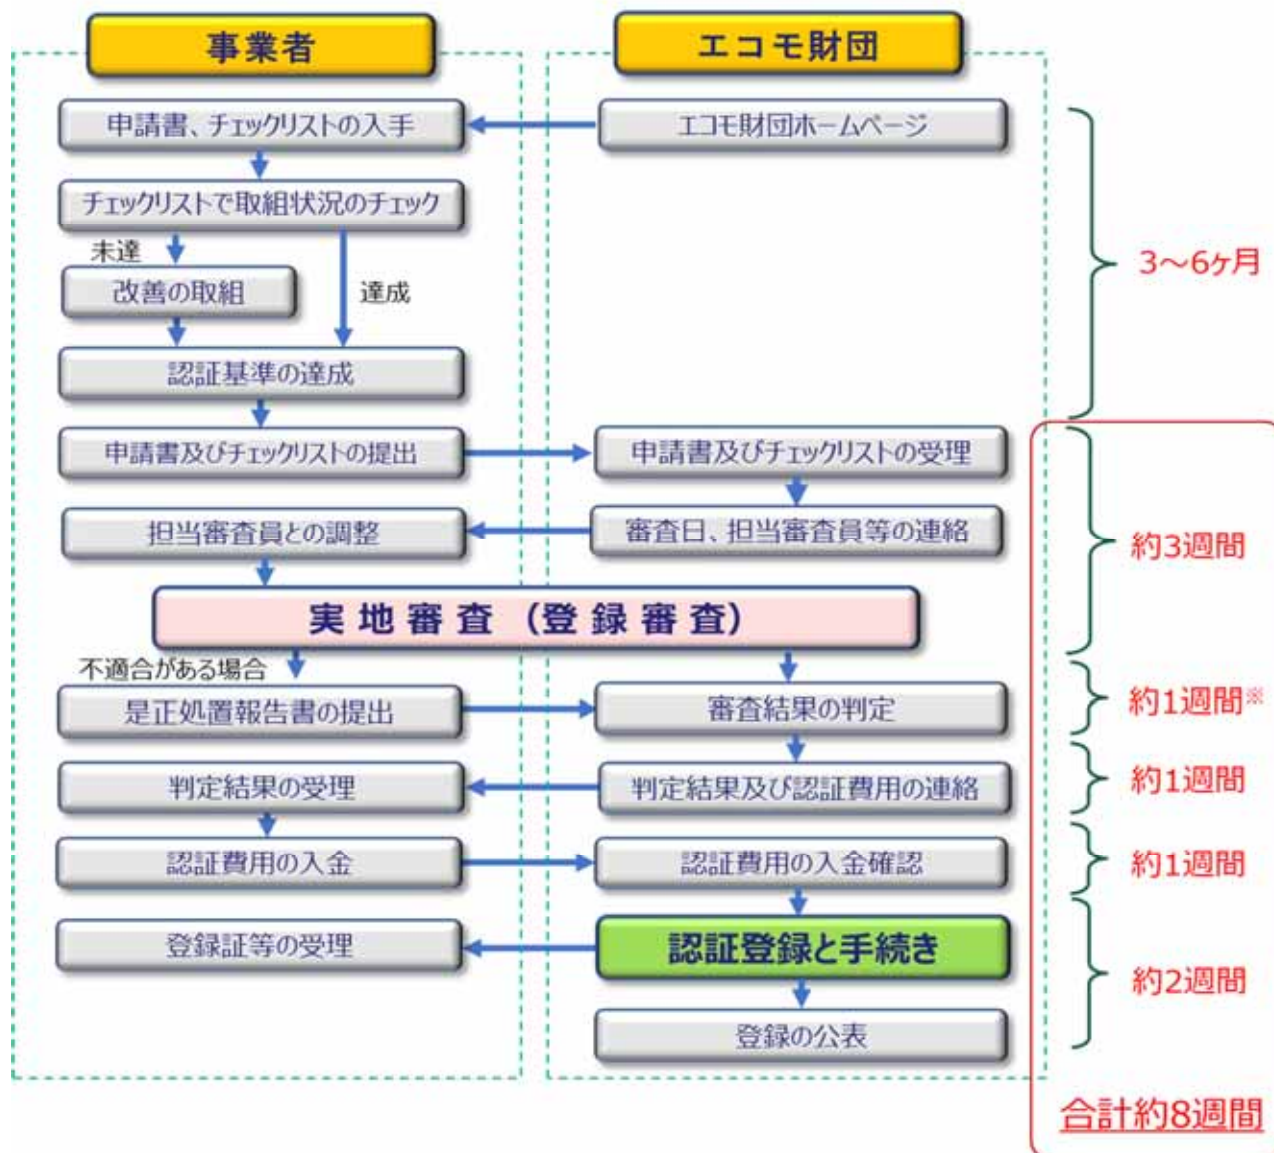 事業者
エコモ財団
申請書、チェックリストの入手
エコモ財団ホームページ
チェックリストで取組状況のチェック
未達
改善の取組
達成
3～6ヶ月
認証基準の達成
申請書及びチェックリストの提出
申請書及びチェックリストの受理
担当審査員との調整
審査日、担当審査員等の連絡
約3週間
実地審査（登録審査）
不適合がある場合
是正処置報告書の提出
審査結果の判定
約1週間※
判定結果の受理
判定結果及び認証費用の連絡
約1週間
認証費用の入金
認証費用の入金確認
約1週間
登録証等の受理
認証登録と手続き
約2週間
登録の公表
合計約8週間